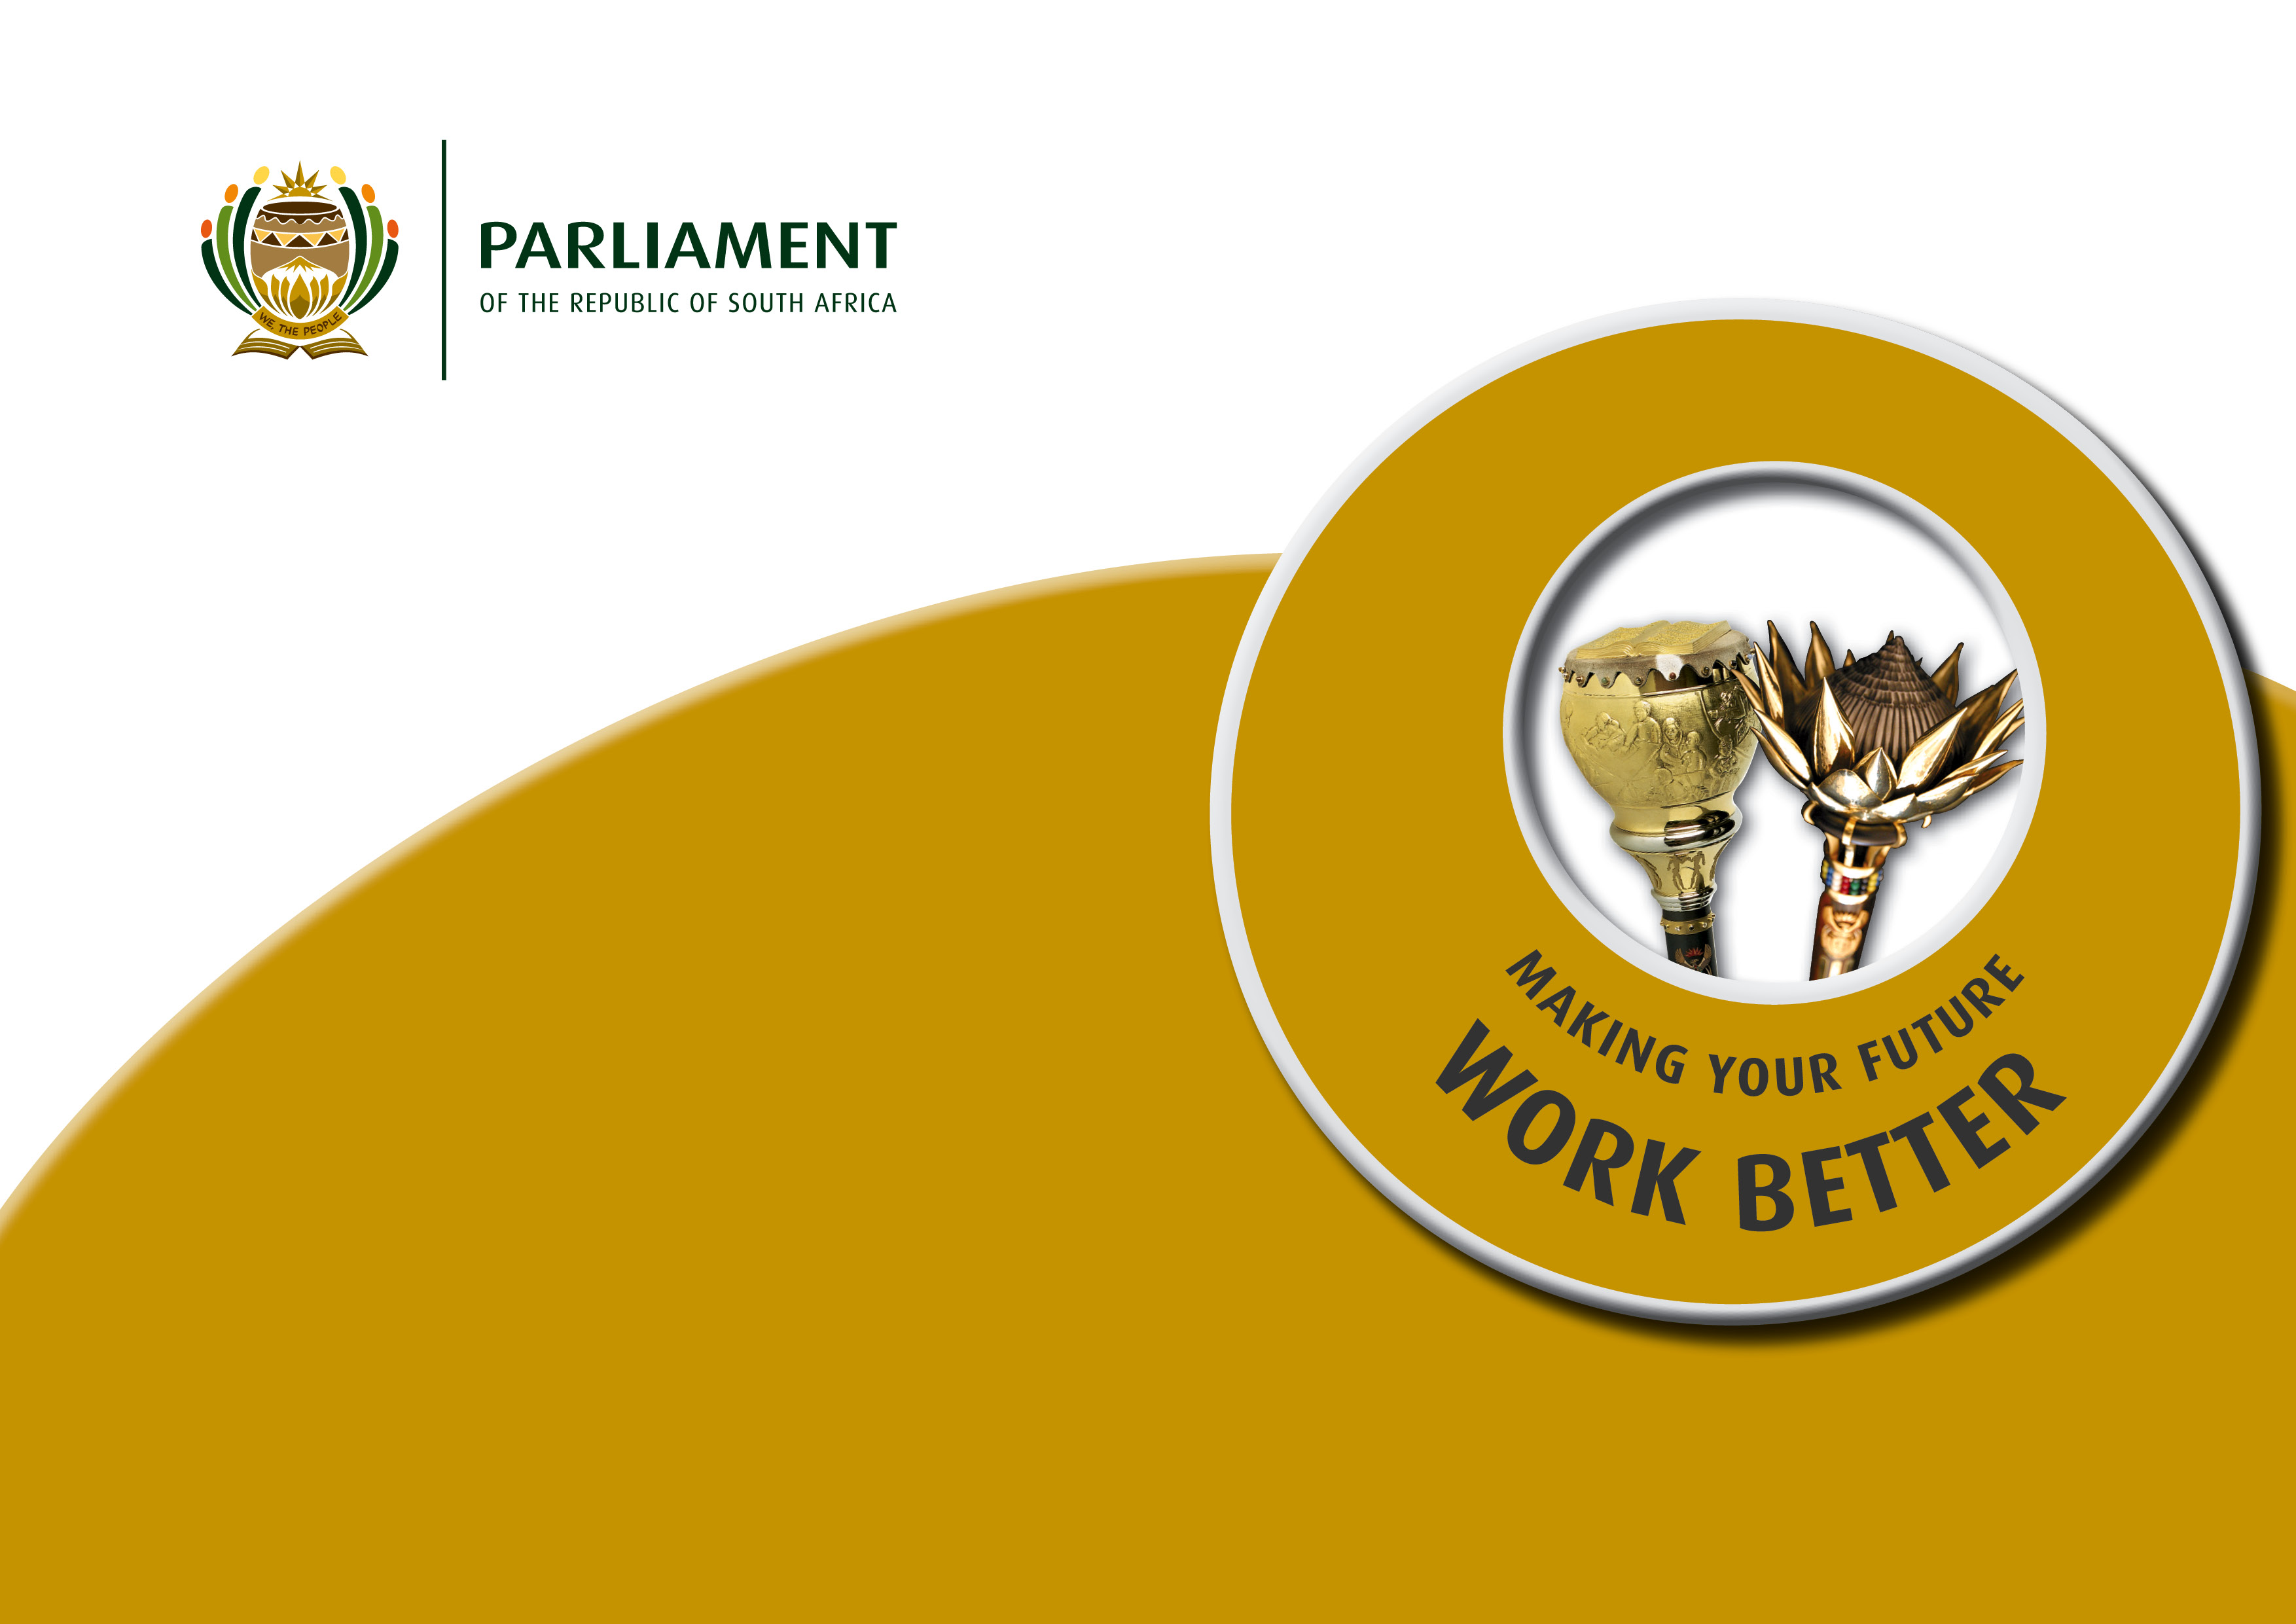 WE, THE PEOPLE
PARLIAMENT
OF THE REPUBLIC OF SOUTH AFRICA
MAKING YOUR FUTURE
WORK BETTER